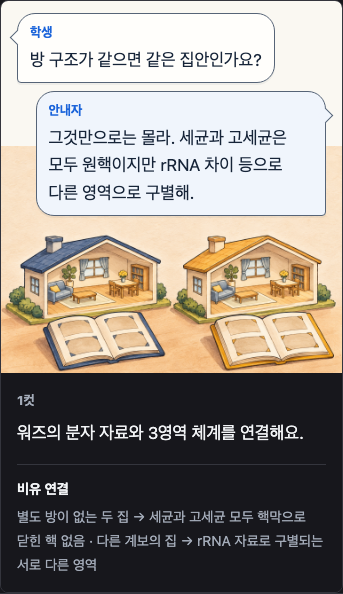 학생
방 구조가 같으면 같은 집안인가요?
안내자
그것만으로는 몰라. 세균과 고세균은
모두 원핵이지만 rRNA 차이 등으로
다른 영역으로 구별해.
1컷
워즈의 분자 자료와 3영역 체계를 연결해요.
비유 연결
별도 방이 없는 두 집 → 세균과 고세균 모두 핵막으로
닫힌 핵 없음 · 다른 계보의 집 → rRNA 자료로 구별되는
서로 다른 영역